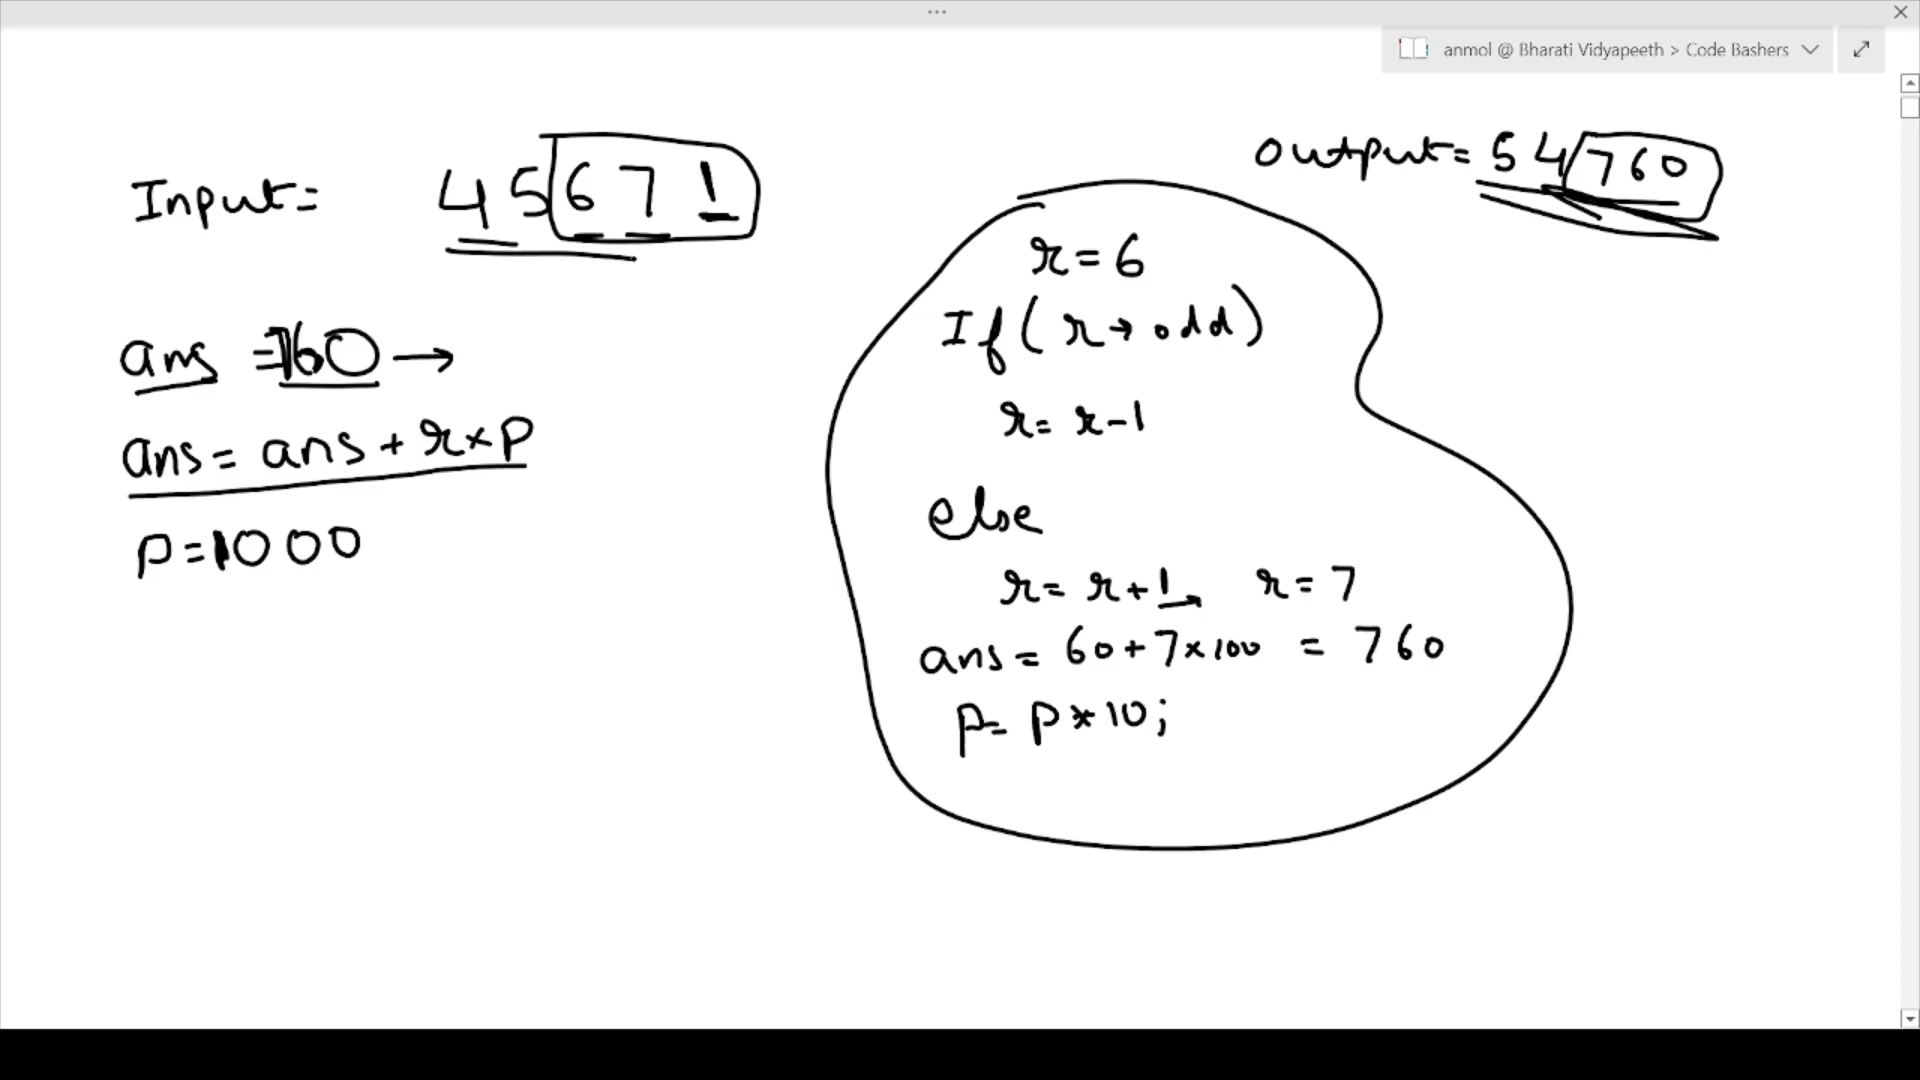 anmol @ Bharati Vidyapeeth > Code Bashers
Input= 45671
Output= 54760
ans =760 →
ans= ans + r×p
p=1000
r=6
If( r→odd)
r= r-1
else
r= r+1 r=7
ans= 60+7×100 = 760
p= p*10;